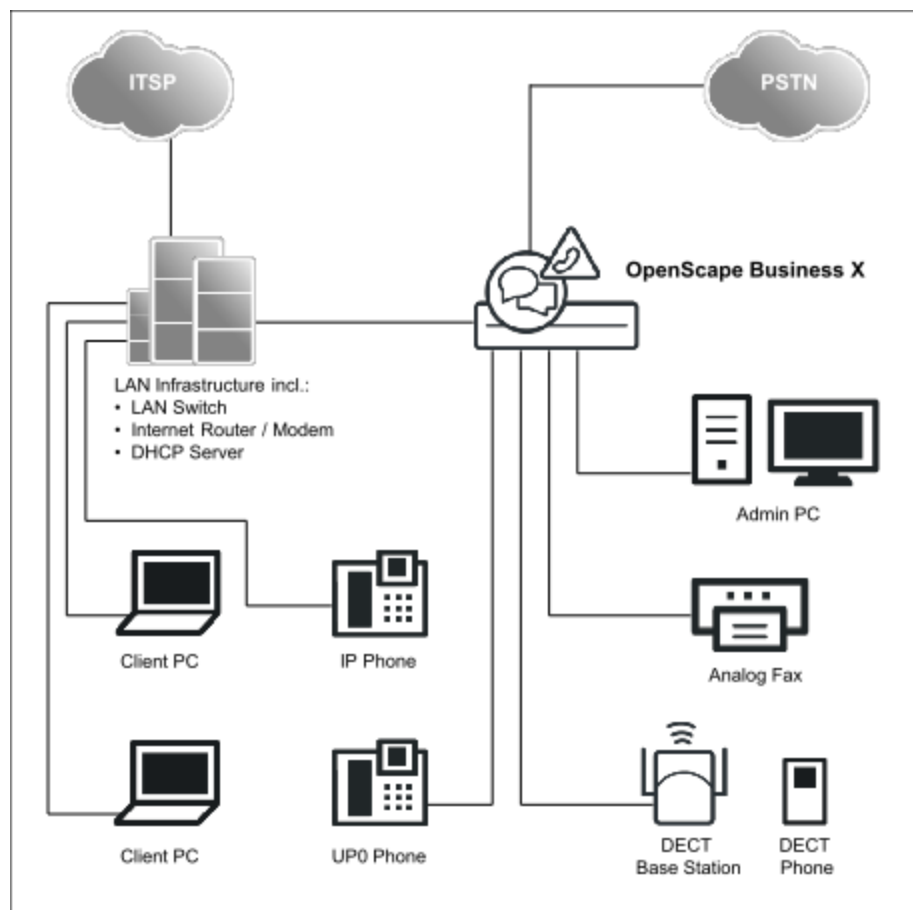 ITSP
PSTN
OpenScape Business X
LAN Infrastructure incl.:
• LAN Switch
• Internet Router / Modem
• DHCP Server
Admin PC
Client PC
IP Phone
Analog Fax
Client PC
UP0 Phone
DECT
Base Station
DECT
Phone